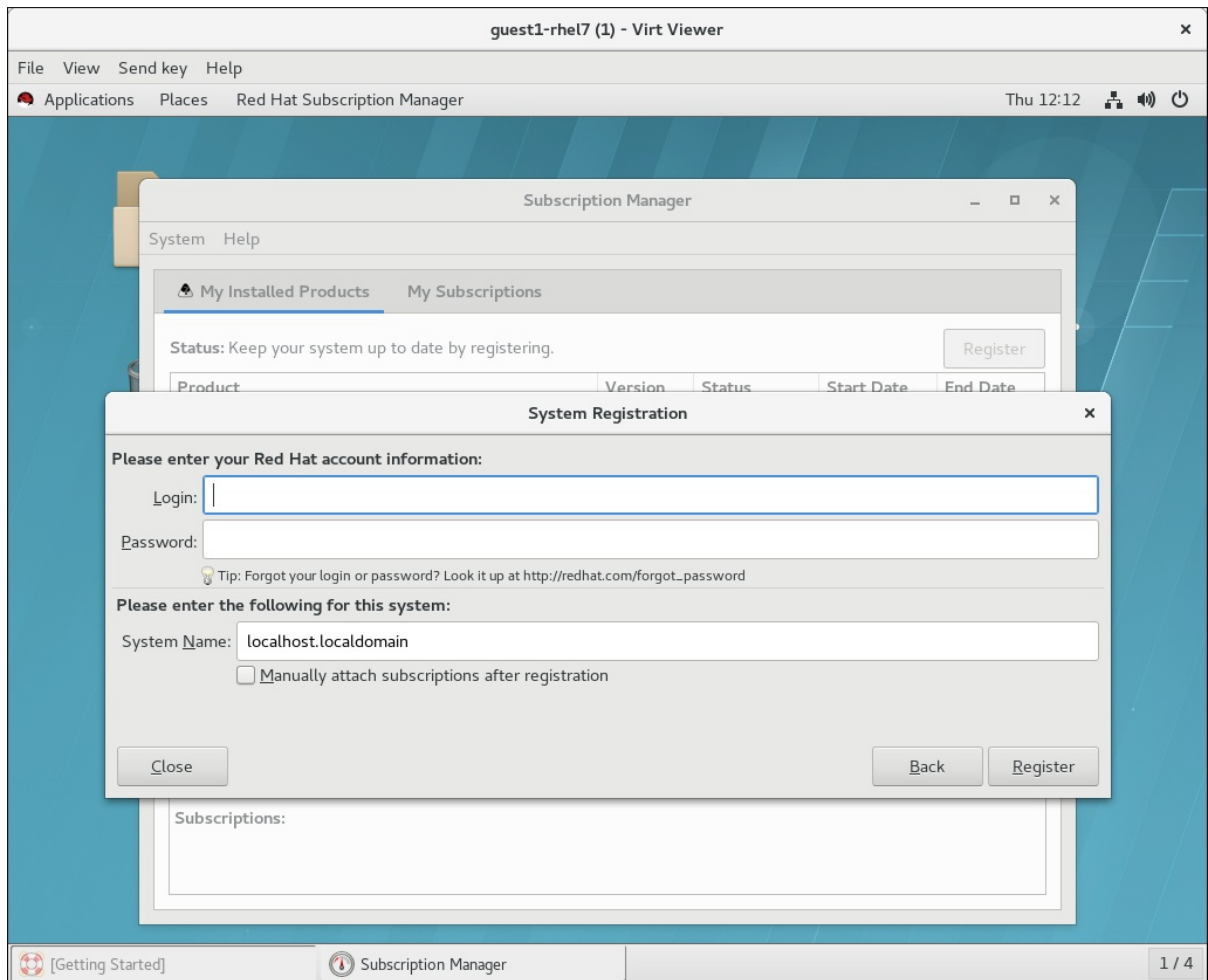 guest1-rhel7 (1) - Virt Viewer
File View Send key Help
Applications Places Red Hat Subscription Manager Thu 12:12
Subscription Manager
System Help
My Installed Products My Subscriptions
Status: Keep your system up to date by registering. Register
Product Version Status Start Date End Date
System Registration
Please enter your Red Hat account information:
Login:
Password:
Tip: Forgot your login or password? Look it up at http://redhat.com/forgot_password
Please enter the following for this system:
System Name: localhost.localdomain
Manually attach subscriptions after registration
Close Back Register
Subscriptions:
[Getting Started] Subscription Manager 1 / 4